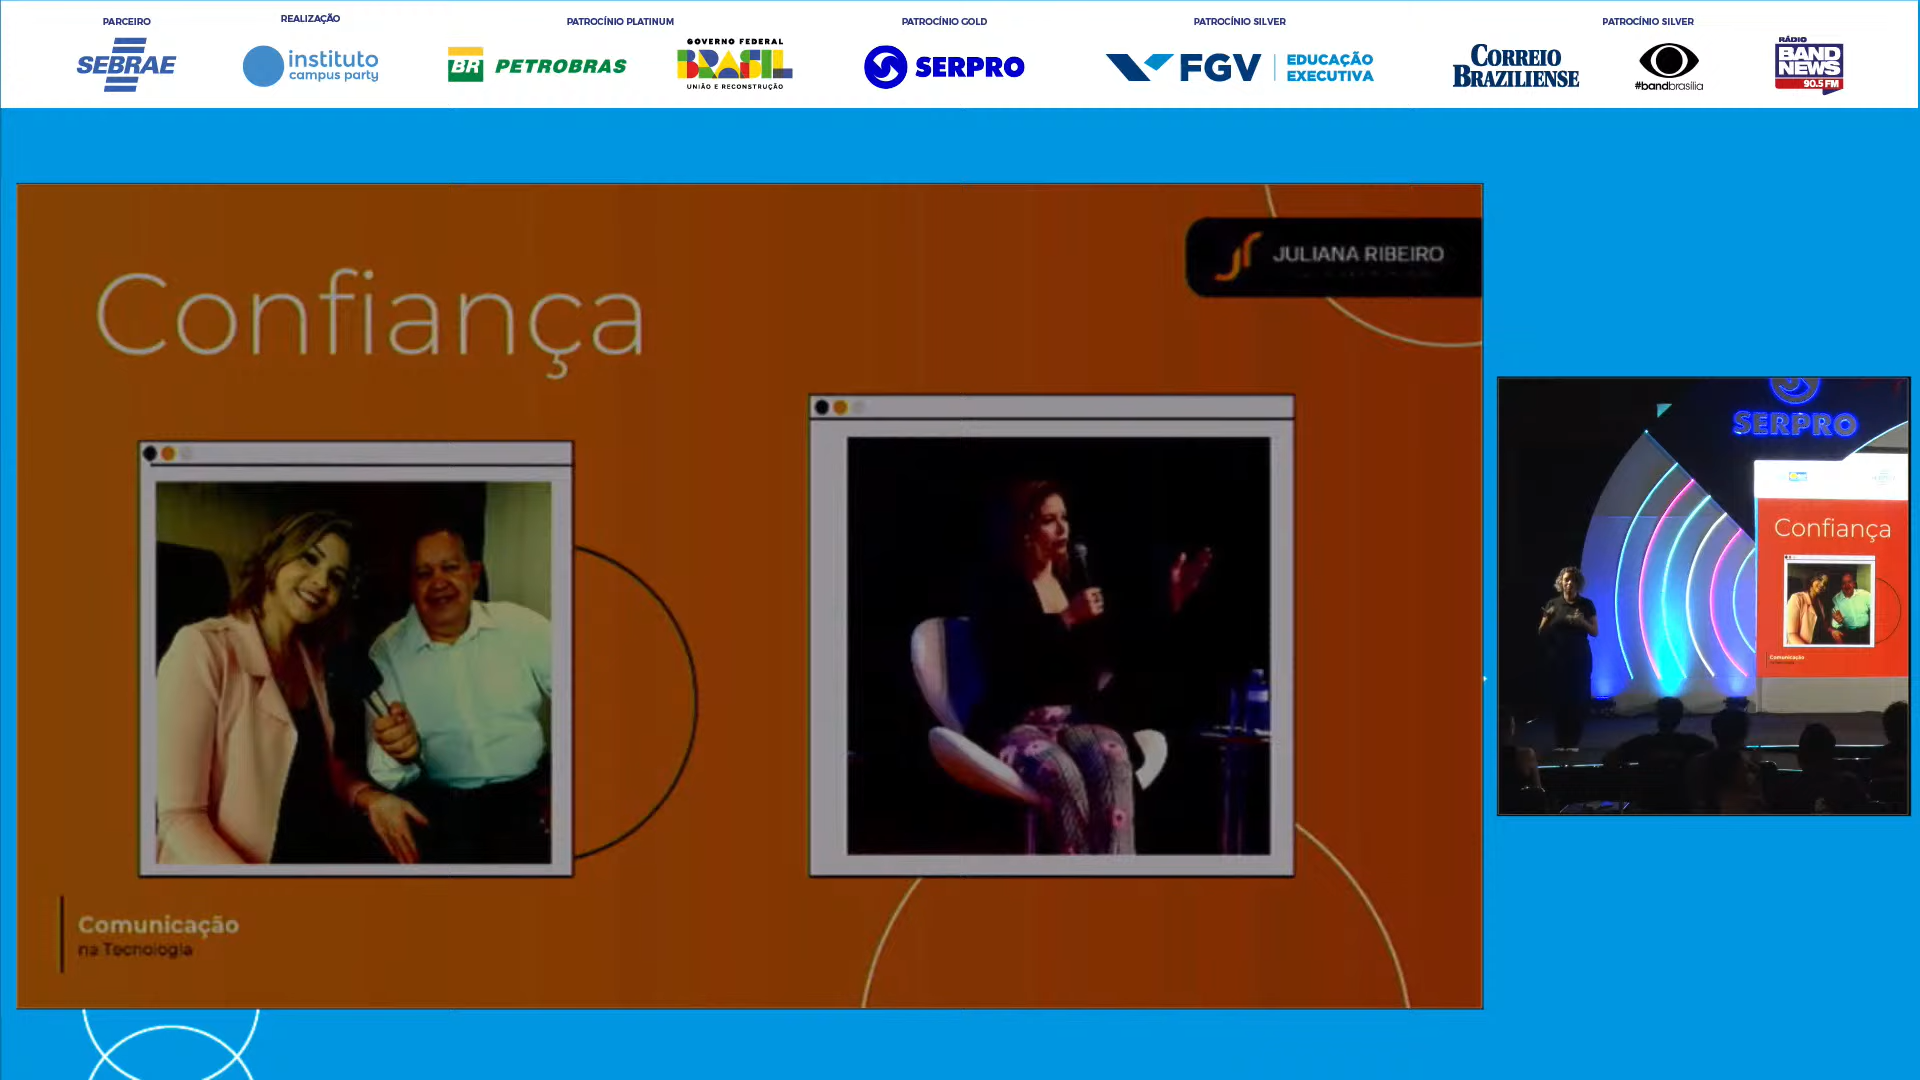 PARCEIRO
SEBRAE
REALIZAÇÃO
instituto
campus party
PATROCÍNIO PLATINUM
BR PETROBRAS
GOVERNO FEDERAL
BRASIL
UNIÃO E RECONSTRUÇÃO
PATROCÍNIO GOLD
SERPRO
PATROCÍNIO SILVER
FGV EDUCAÇÃO
EXECUTIVA
PATROCÍNIO SILVER
CORREIO
BRAZILIENSE
#bandbrasília
RÁDIO
BAND
NEWS
90.5 FM
JULIANA RIBEIRO
Confiança
Comunicação
na Tecnologia
SERPRO
Confiança
Comunicação